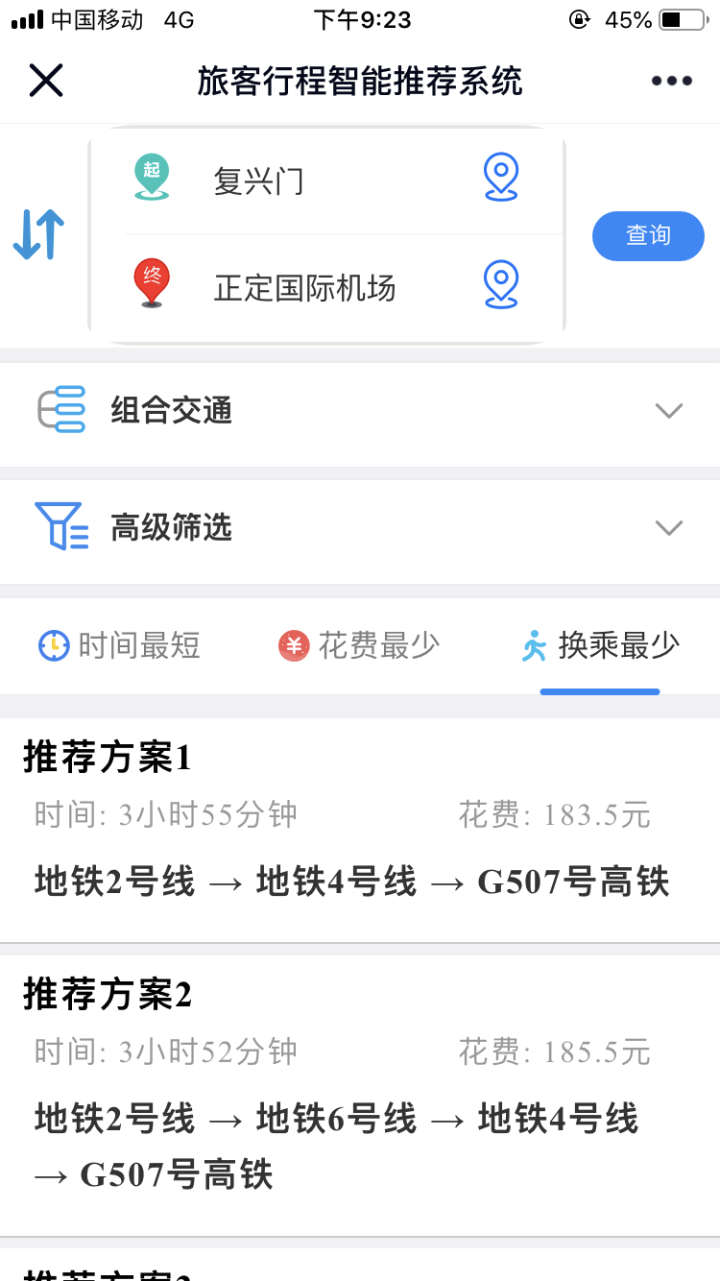 中国移动 4G 下午9:23 45%
旅客行程智能推荐系统
起 复兴门
查询
终 正定国际机场
组合交通
高级筛选
时间最短 ¥ 花费最少 换乘最少
推荐方案1
时间: 3小时55分钟 花费: 183.5元
地铁2号线 → 地铁4号线 → G507号高铁
推荐方案2
时间: 3小时52分钟 花费: 185.5元
地铁2号线 → 地铁6号线 → 地铁4号线
→ G507号高铁
推荐方案